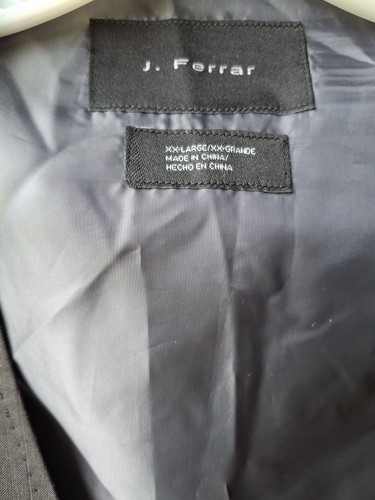 J. Ferrar
XX-LARGE/XX-GRANDE
MADE IN CHINA/
HECHO EN CHINA